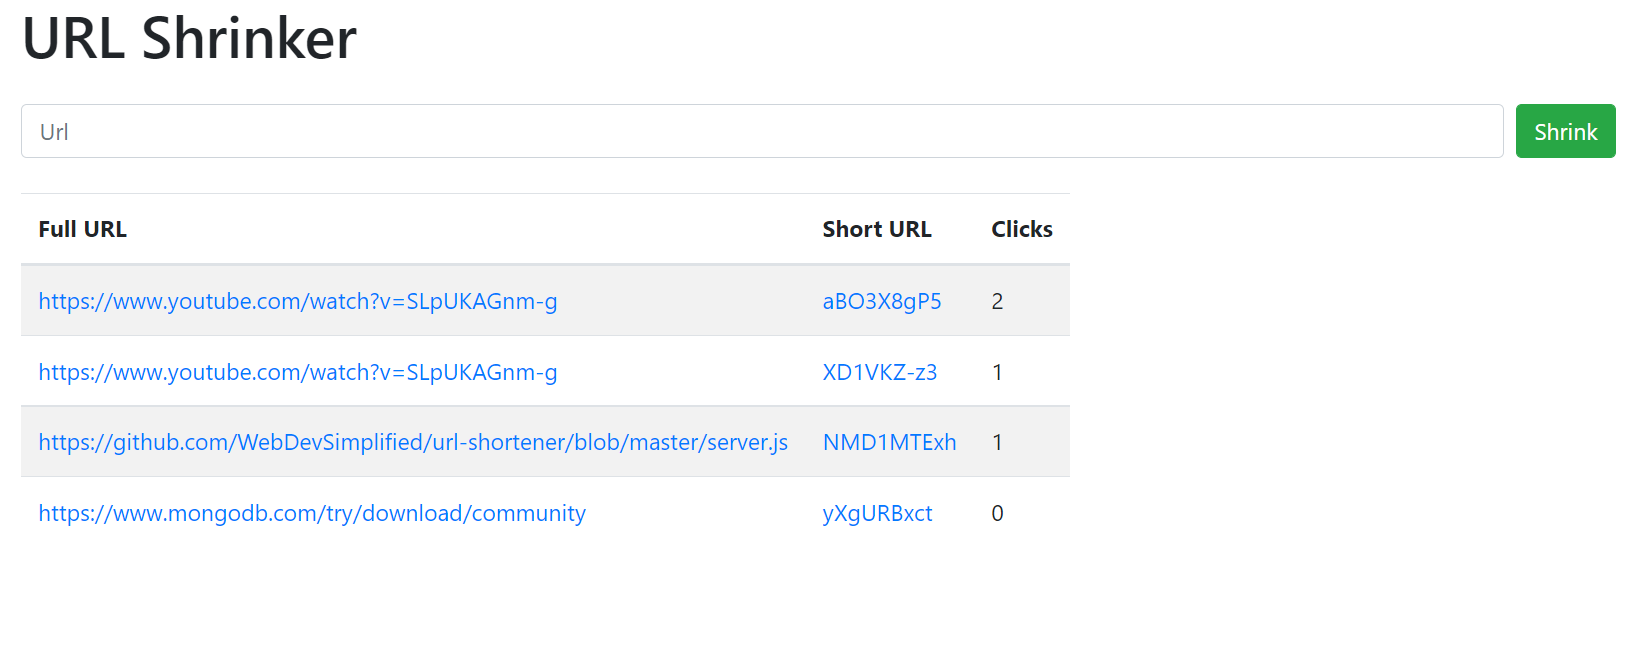 URL Shrinker
Url
Shrink
Full URL Short URL Clicks
https://www.youtube.com/watch?v=SLpUKAGnm-g aBO3X8gP5 2
https://www.youtube.com/watch?v=SLpUKAGnm-g XD1VKZ-z3 1
https://github.com/WebDevSimplified/url-shortener/blob/master/server.js NMD1MTExh 1
https://www.mongodb.com/try/download/community yXgURBxct 0